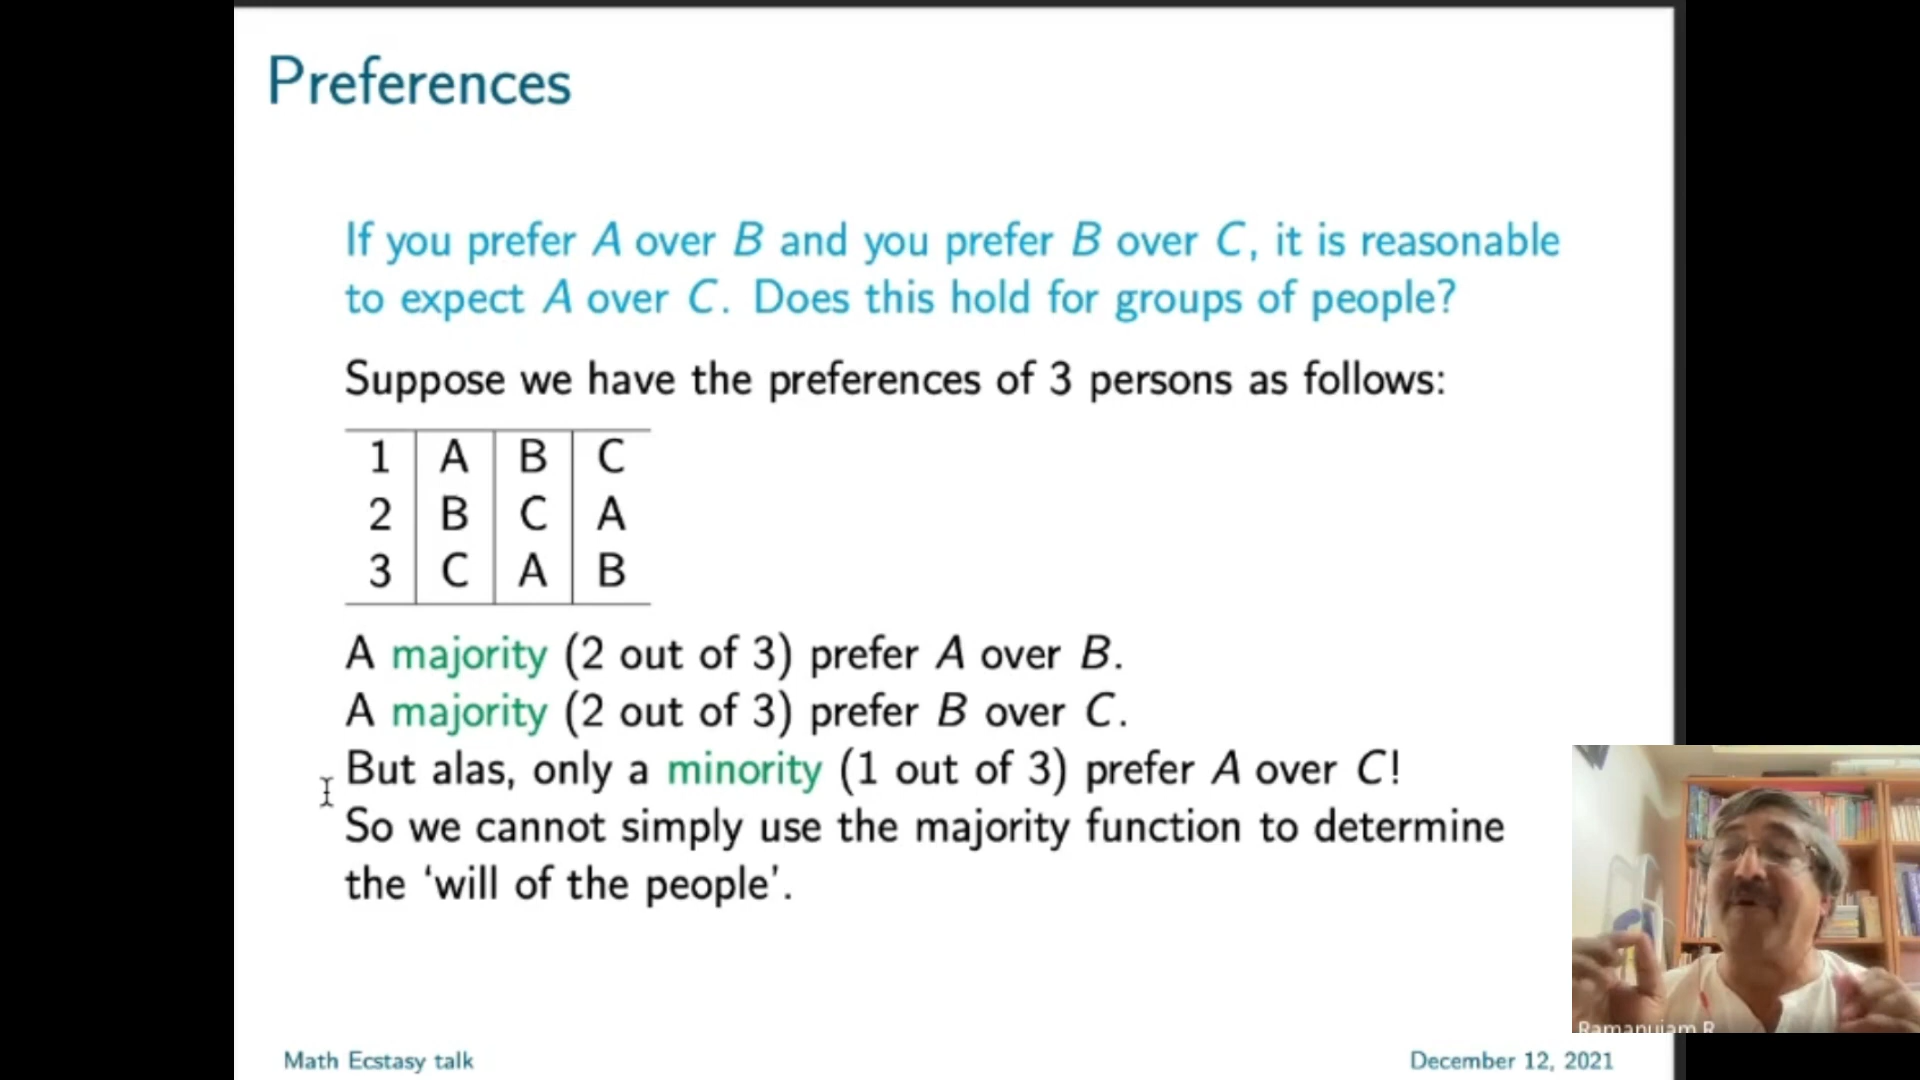 Preferences
If you prefer A over B and you prefer B over C, it is reasonable
to expect A over C. Does this hold for groups of people?
Suppose we have the preferences of 3 persons as follows:
1 A B C
2 B C A
3 C A B
A majority (2 out of 3) prefer A over B.
A majority (2 out of 3) prefer B over C.
But alas, only a minority (1 out of 3) prefer A over C!
So we cannot simply use the majority function to determine
the ‘will of the people’.
Ramanujam R
Math Ecstasy talk December 12, 2021